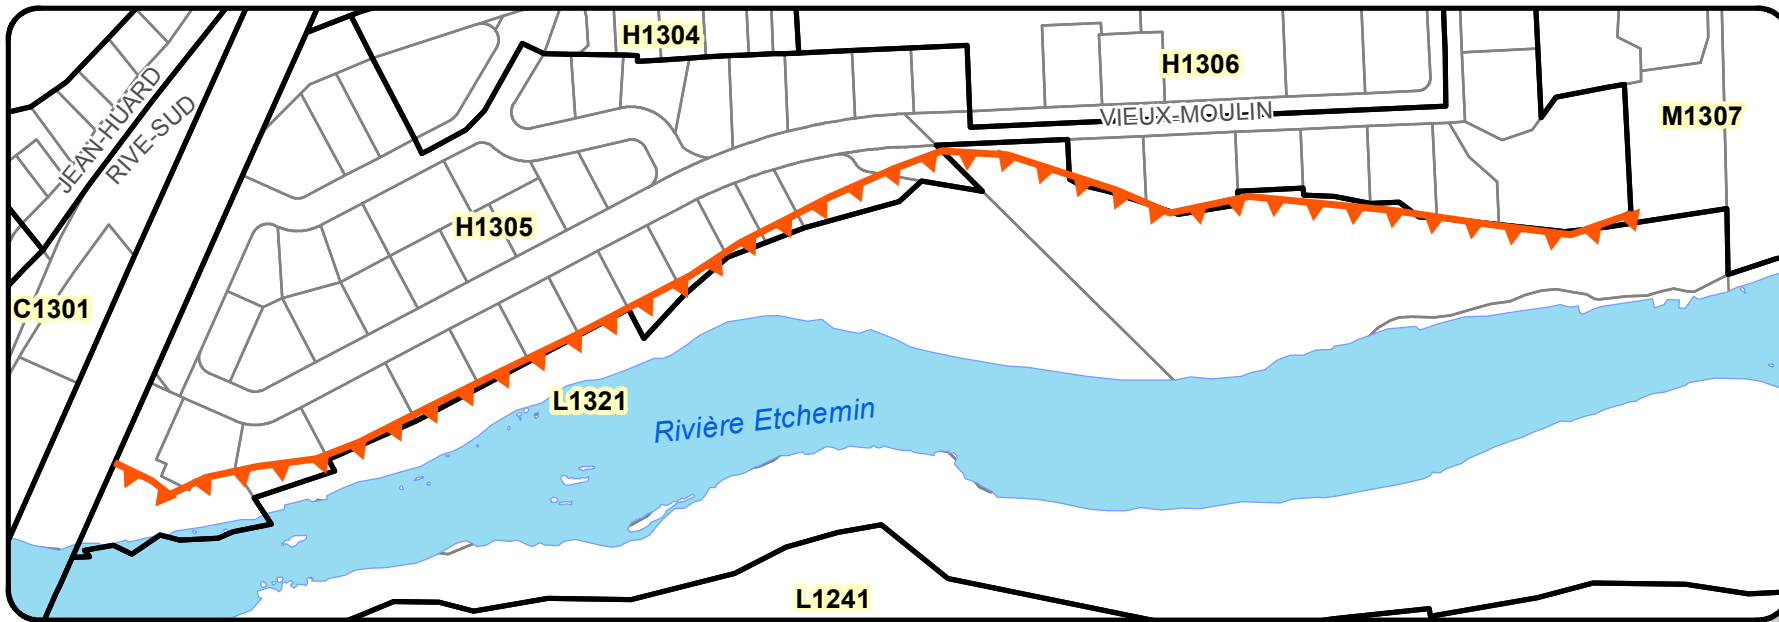 H1304
H1306
JEAN-HUARD
RIVE-SUD
VIEUX-MOULIN
M1307
H1305
C1301
L1321
Rivière Etchemin
L1241